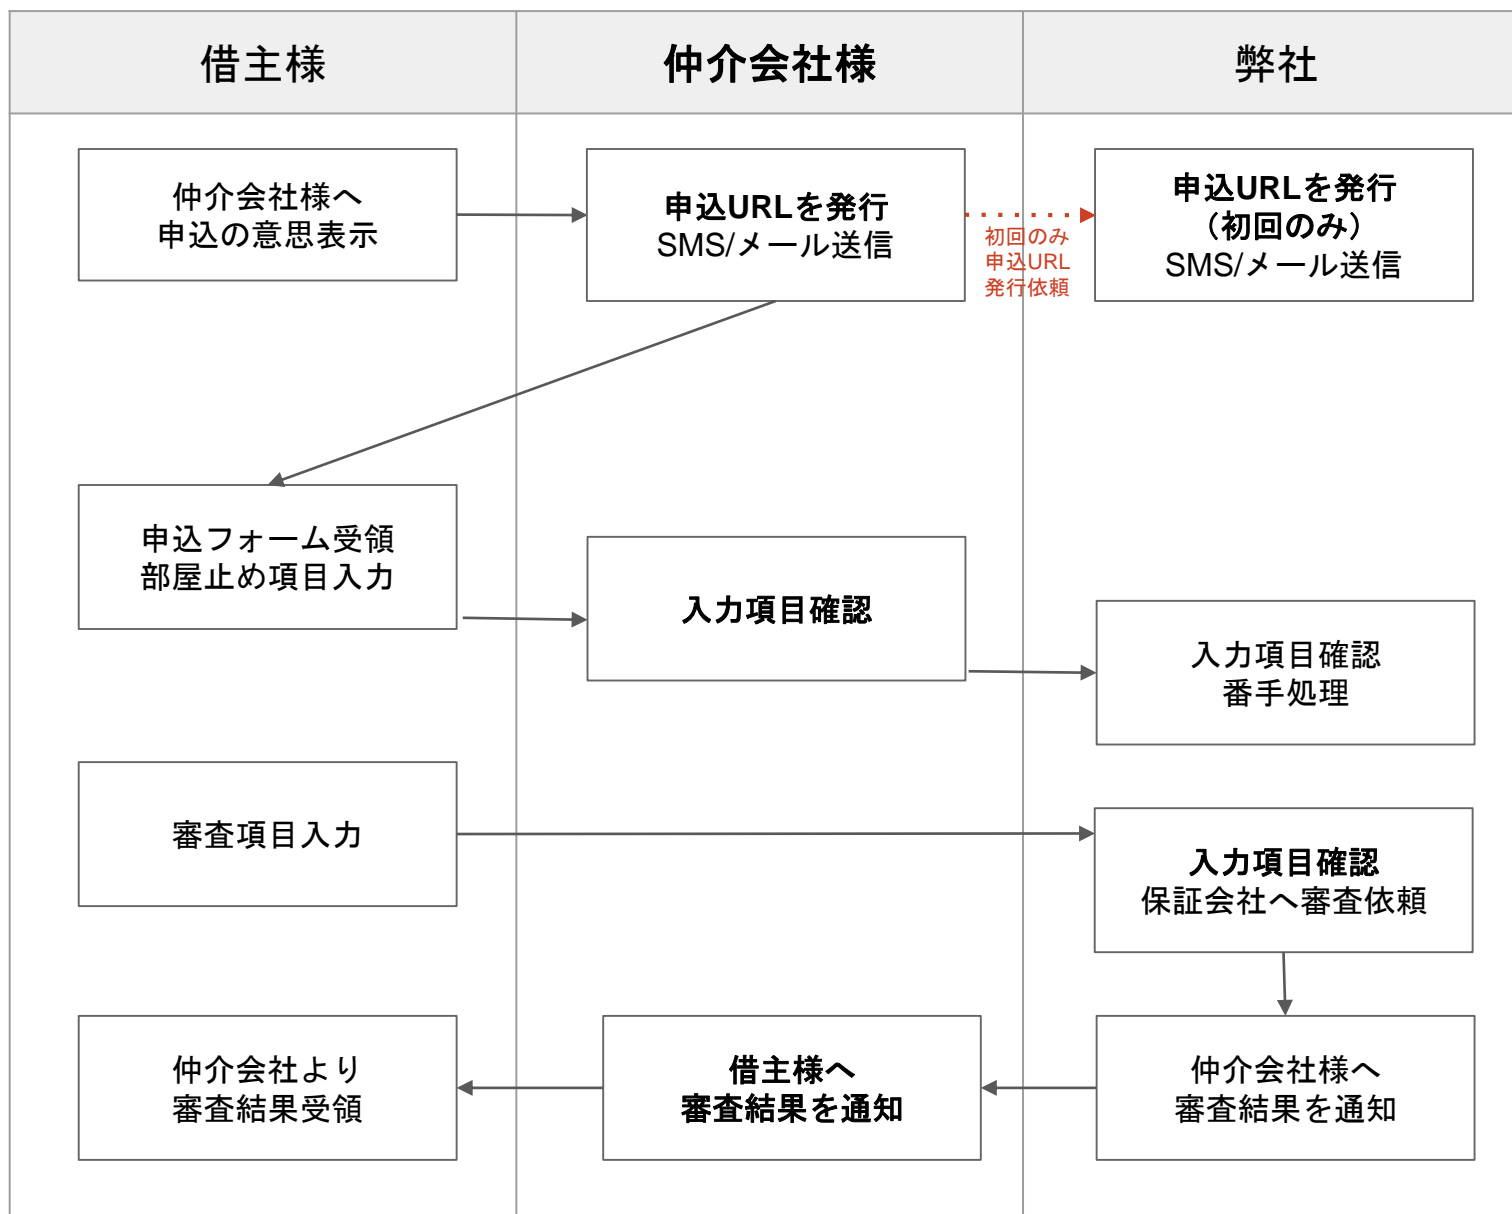 借主様
仲介会社様
弊社
仲介会社様へ
申込の意思表示
申込URLを発行
SMS/メール送信
初回のみ
申込URL
発行依頼
申込URLを発行
（初回のみ）
SMS/メール送信
申込フォーム受領
部屋止め項目入力
入力項目確認
入力項目確認
番手処理
審査項目入力
入力項目確認
保証会社へ審査依頼
仲介会社より
審査結果受領
借主様へ
審査結果を通知
仲介会社様へ
審査結果を通知